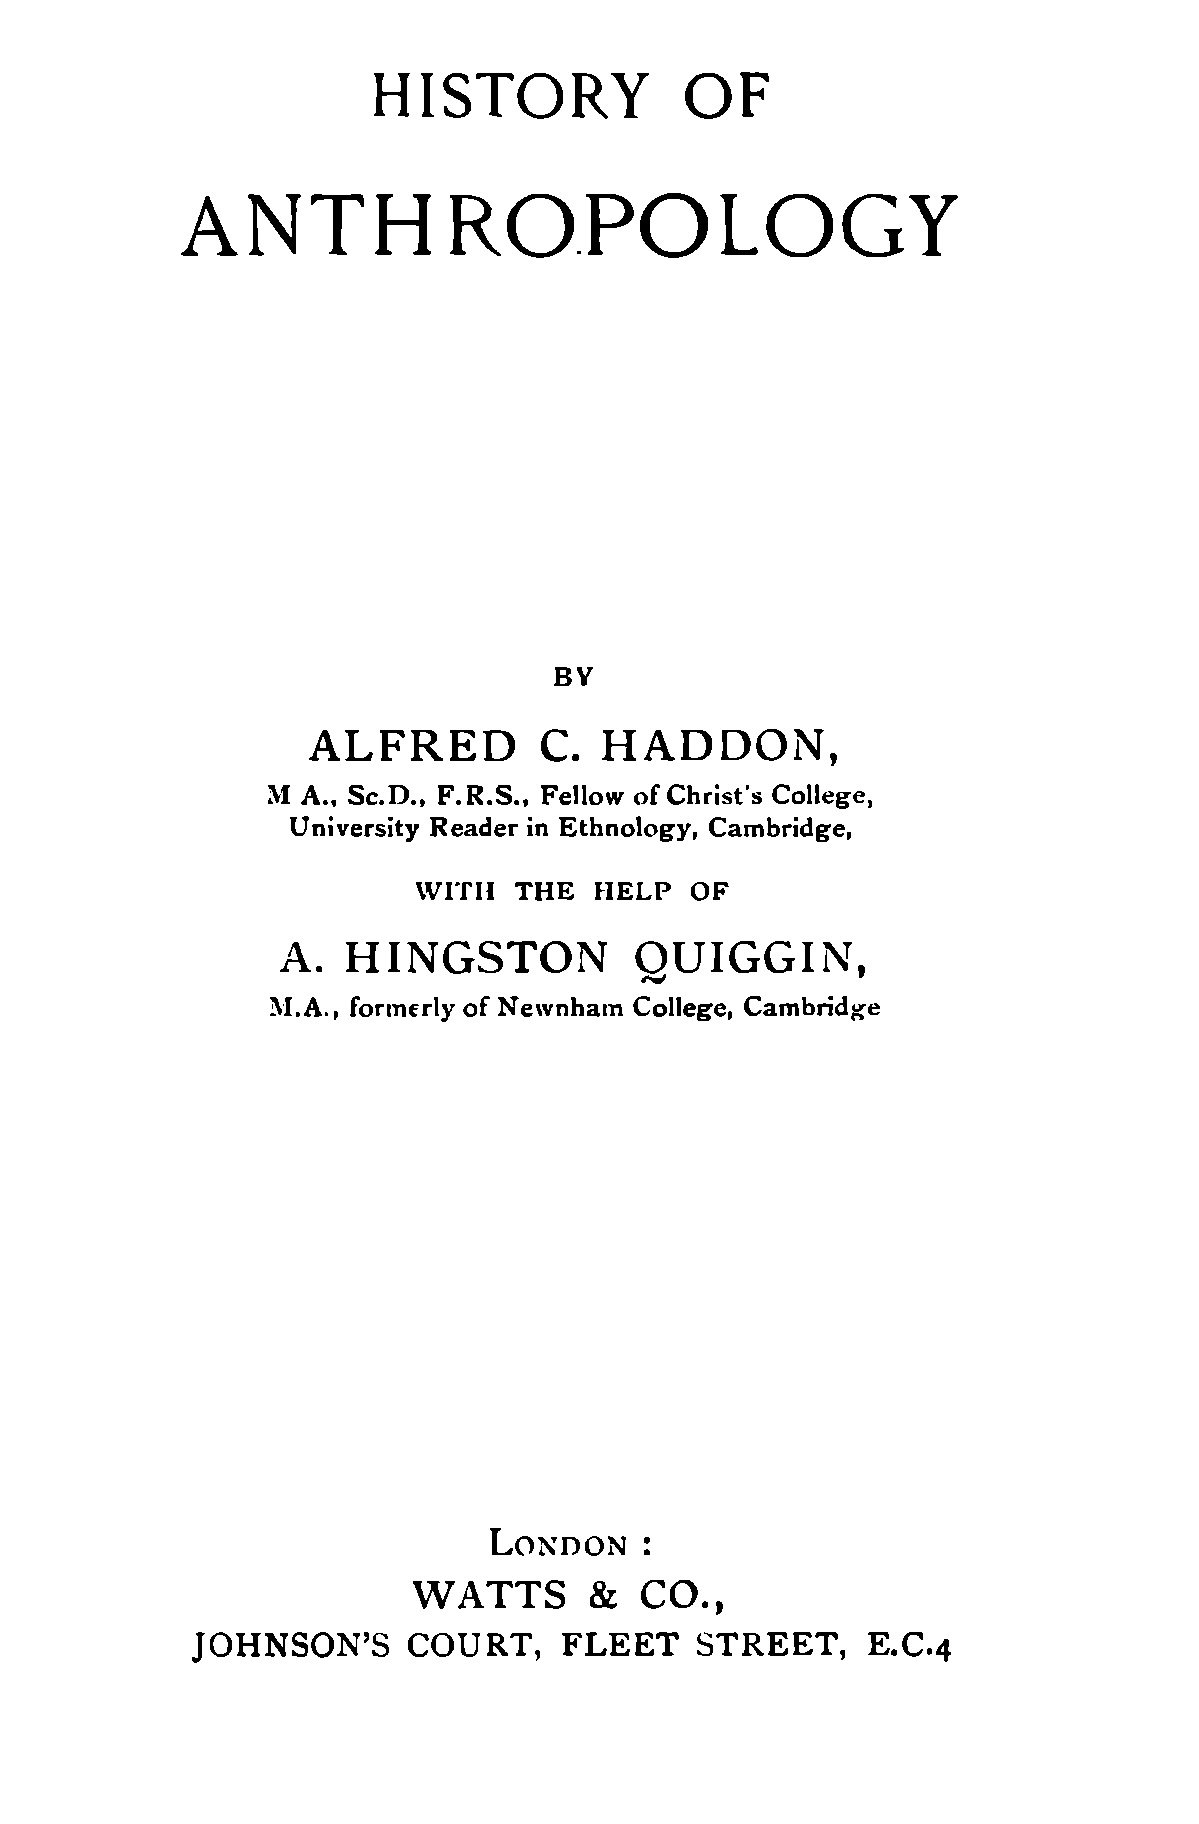 HISTORY OF
ANTHROPOLOGY
BY
ALFRED C. HADDON,
M A., Sc.D., F.R.S., Fellow of Christ's College,
University Reader in Ethnology, Cambridge,
WITH THE HELP OF
A. HINGSTON QUIGGIN,
M.A., formerly of Newnham College, Cambridge
LONDON :
WATTS & CO.,
JOHNSON'S COURT, FLEET STREET, E.C.4